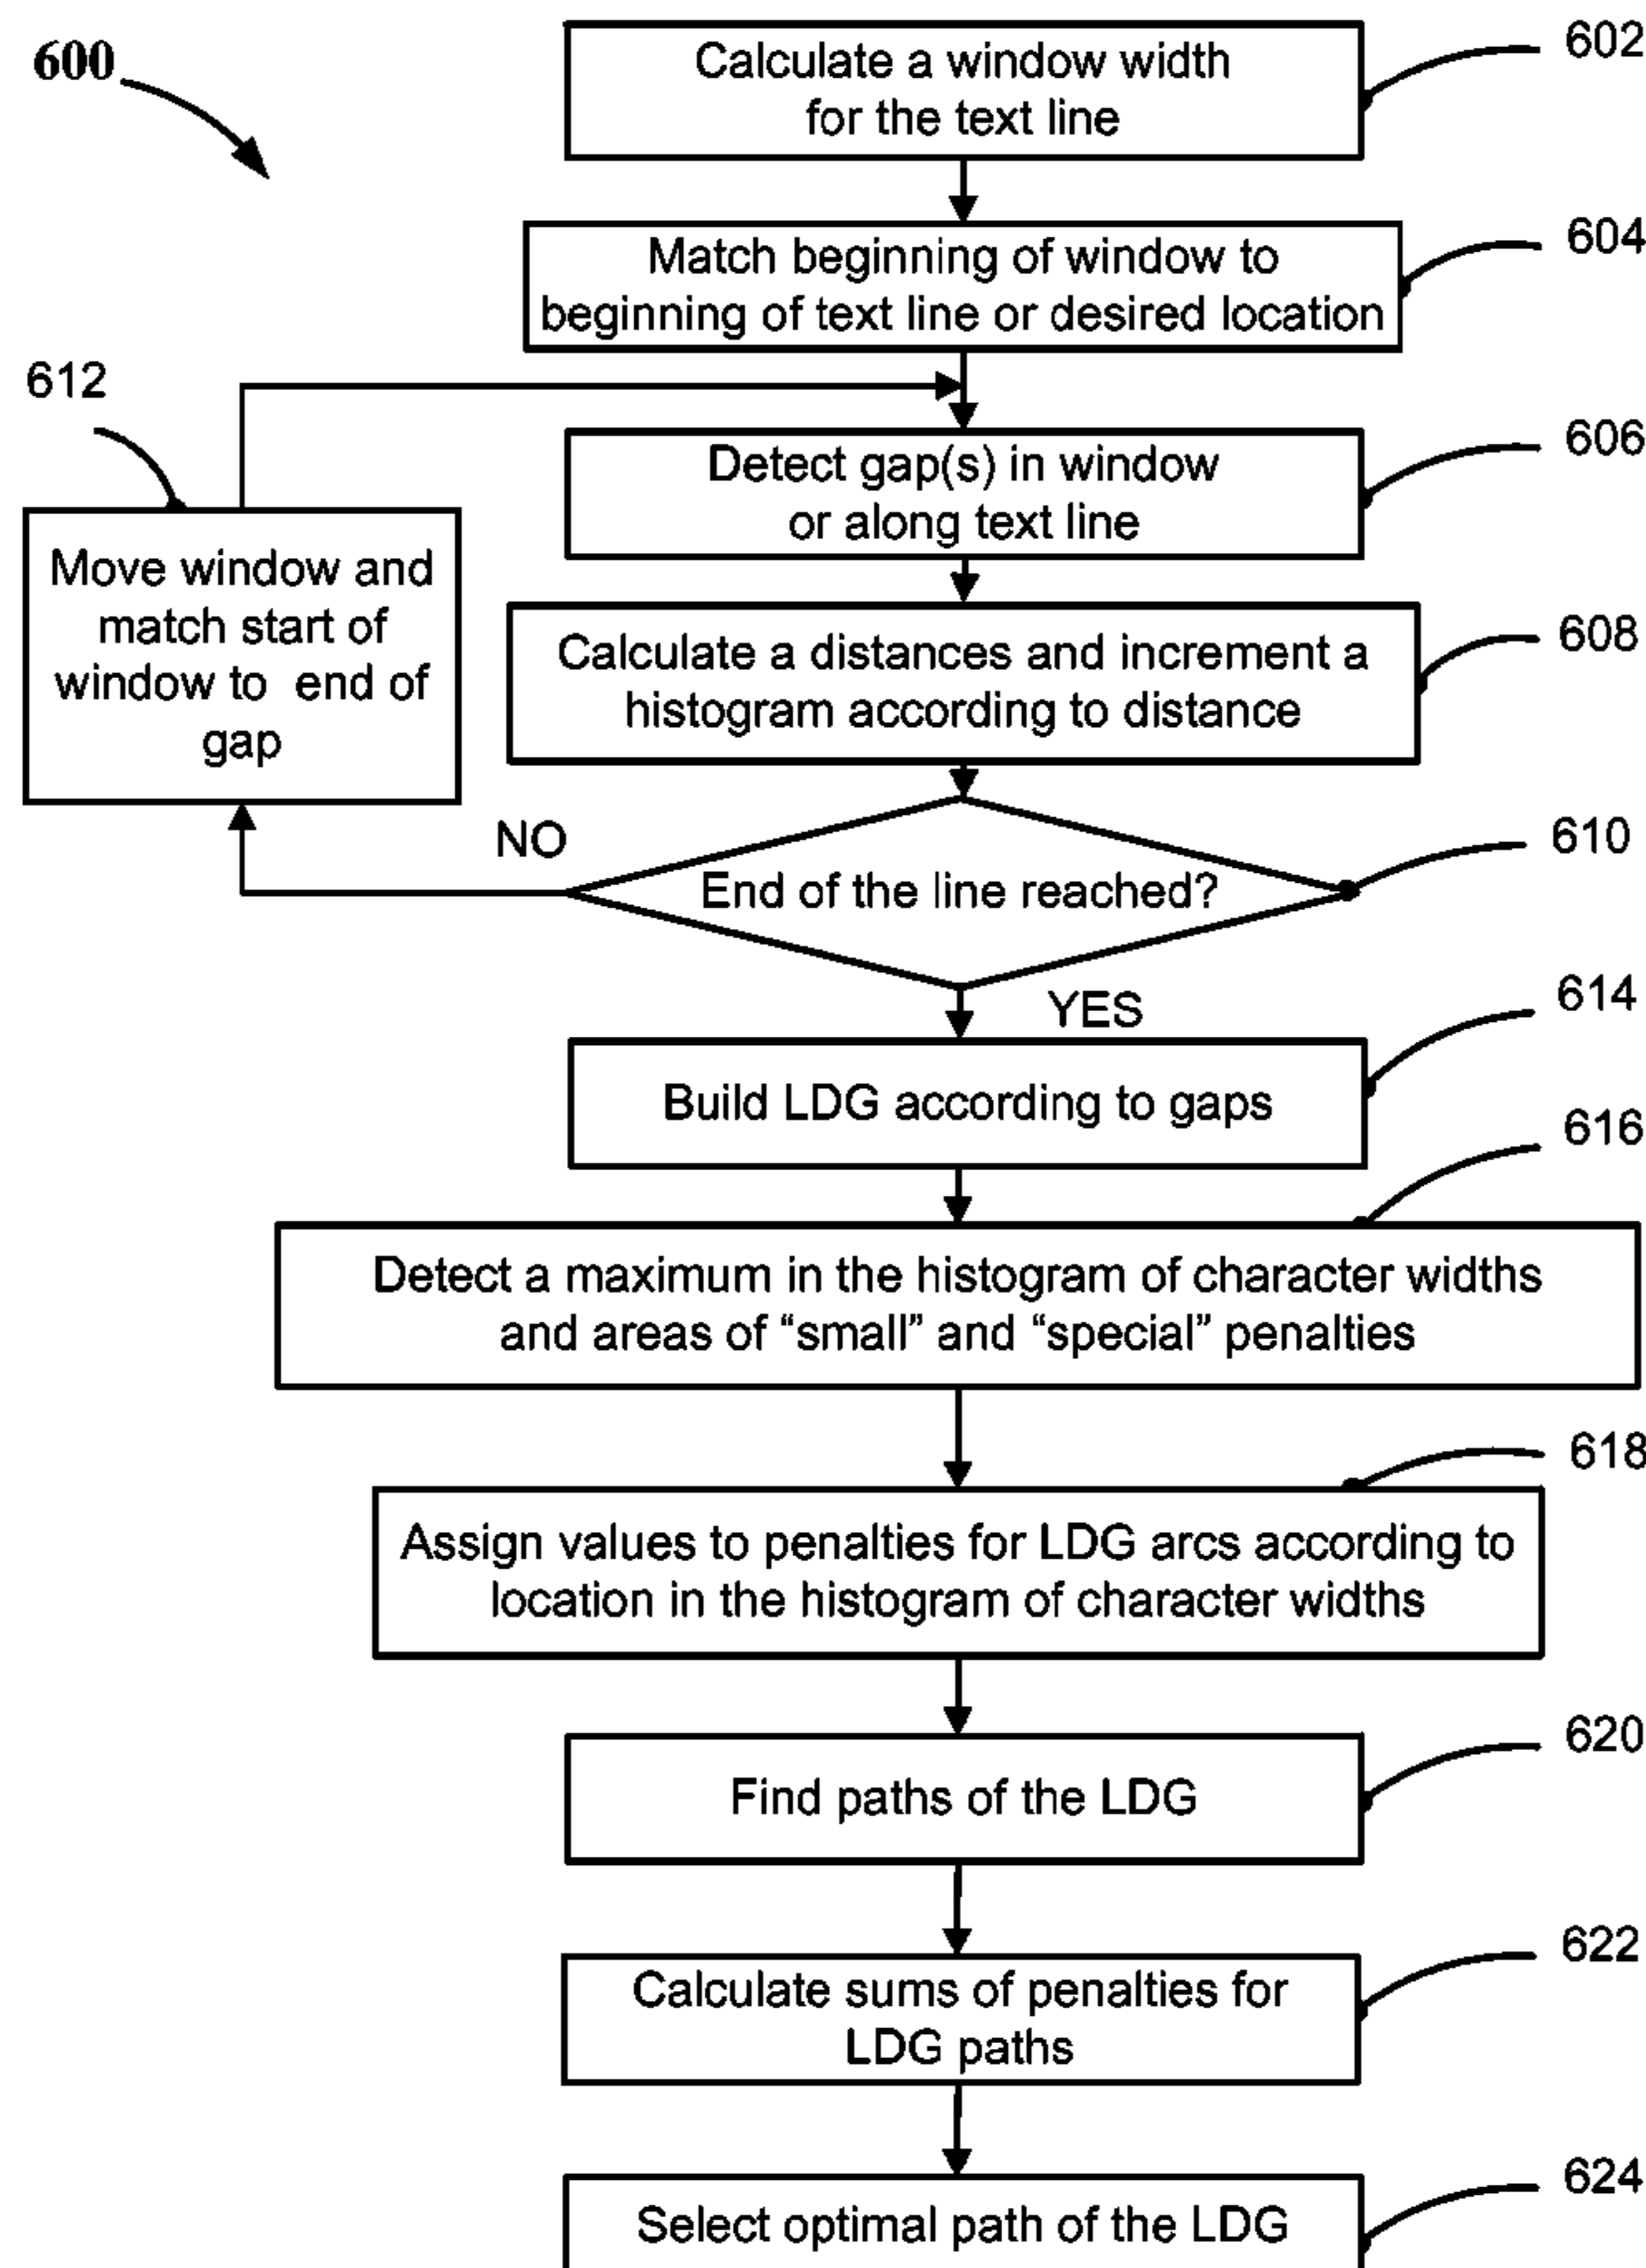 600
Calculate a window width
for the text line
602
Match beginning of window to
beginning of text line or desired location
604
612
Detect gap(s) in window
or along text line
606
Move window and
match start of
window to end of
gap
Calculate a distances and increment a
histogram according to distance
608
NO
End of the line reached?
610
YES
Build LDG according to gaps
614
Detect a maximum in the histogram of character widths
and areas of “small” and “special” penalties
616
Assign values to penalties for LDG arcs according to
location in the histogram of character widths
618
Find paths of the LDG
620
Calculate sums of penalties for
LDG paths
622
Select optimal path of the LDG
624